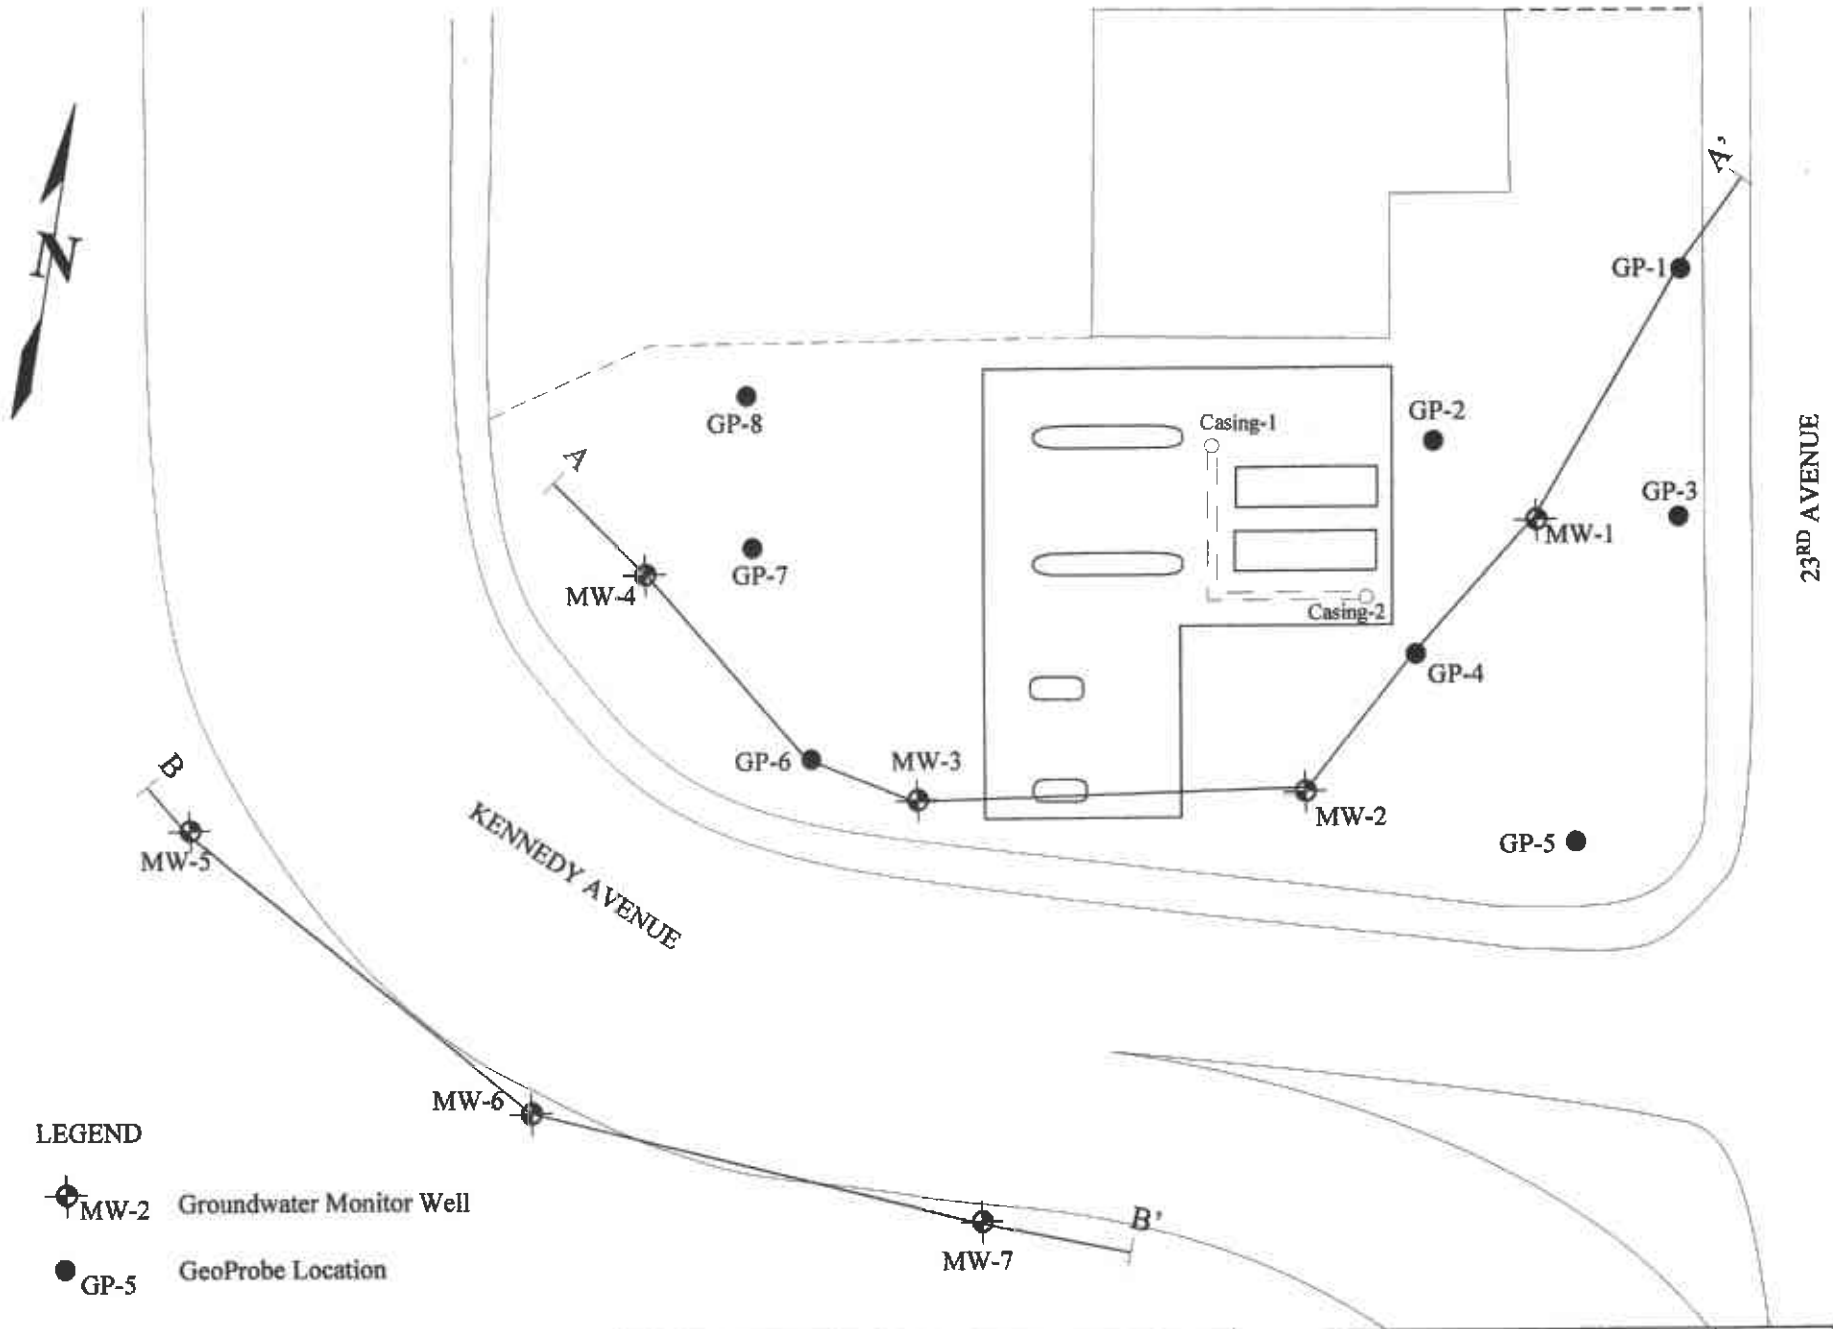 N
A'
GP-1
GP-8
GP-2
Casing-1
A
GP-3
23RD AVENUE
MW-1
GP-7
MW-4
Casing-2
GP-4
GP-6
MW-3
B
MW-2
GP-5
MW-5
KENNEDY AVENUE
MW-6
LEGEND
MW-2 Groundwater Monitor Well
B'
MW-7
GP-5 GeoProbe Location